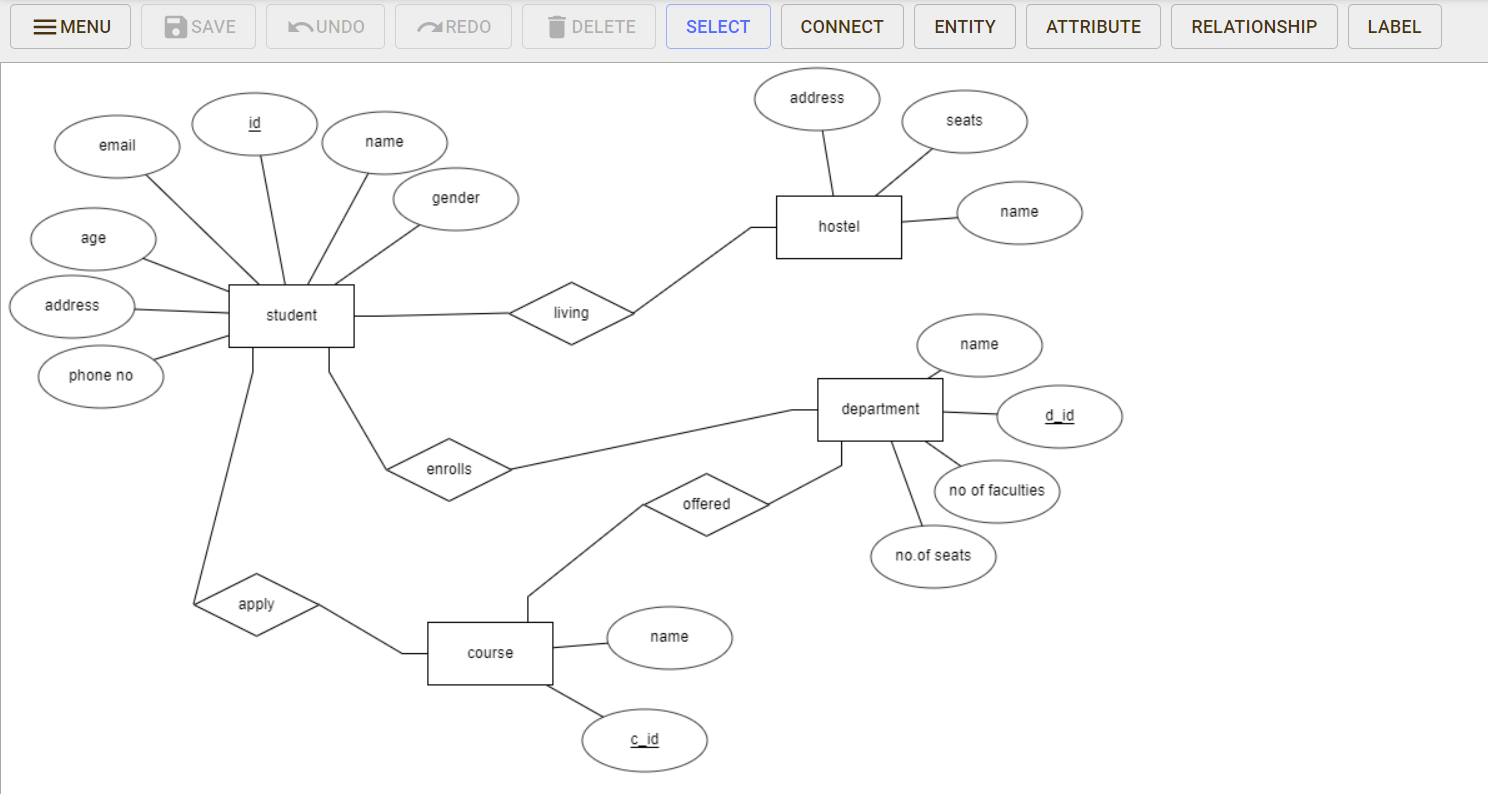 MENU
SAVE
UNDO
REDO
DELETE
SELECT
CONNECT
ENTITY
ATTRIBUTE
RELATIONSHIP
LABEL
address
seats
id
name
email
gender
name
hostel
age
address
student
living
phone no
name
department
d_id
enrolls
no of faculties
offered
no.of seats
apply
name
course
c_id